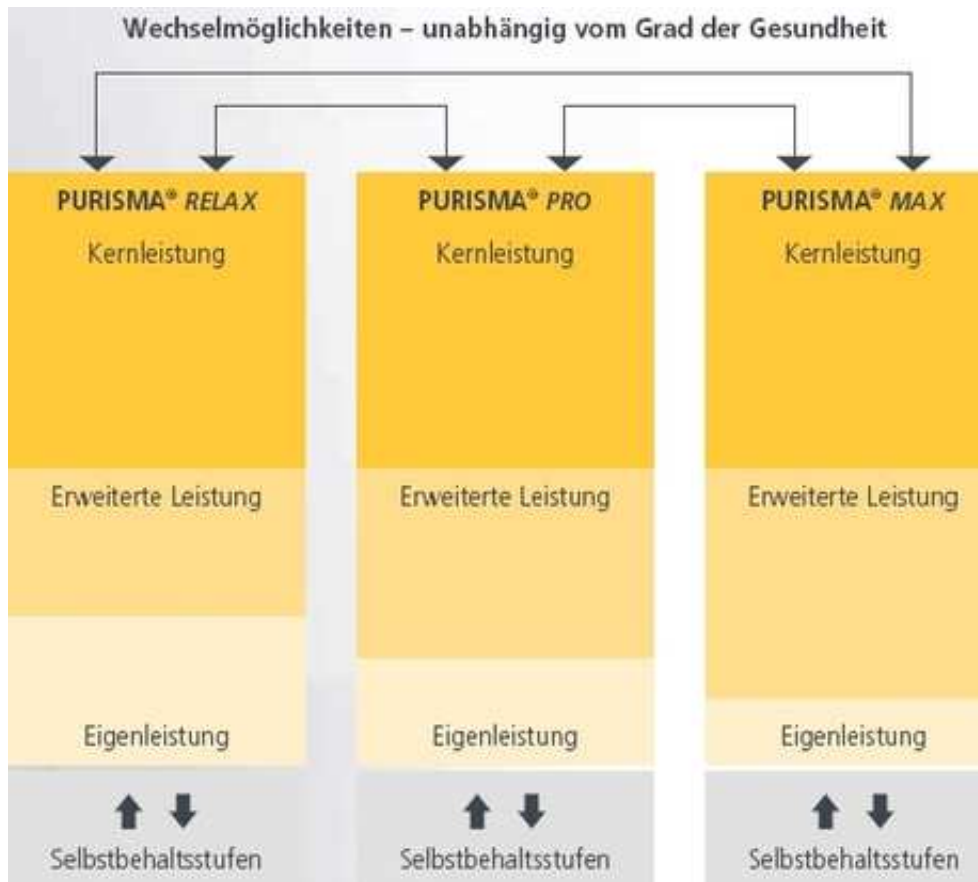 Wechselmöglichkeiten – unabhängig vom Grad der Gesundheit
PURISMA® RELAX
Kernleistung
Erweiterte Leistung
Eigenleistung
Selbstbehaltsstufen
PURISMA® PRO
Kernleistung
Erweiterte Leistung
Eigenleistung
Selbstbehaltsstufen
PURISMA® MAX
Kernleistung
Erweiterte Leistung
Eigenleistung
Selbstbehaltsstufen